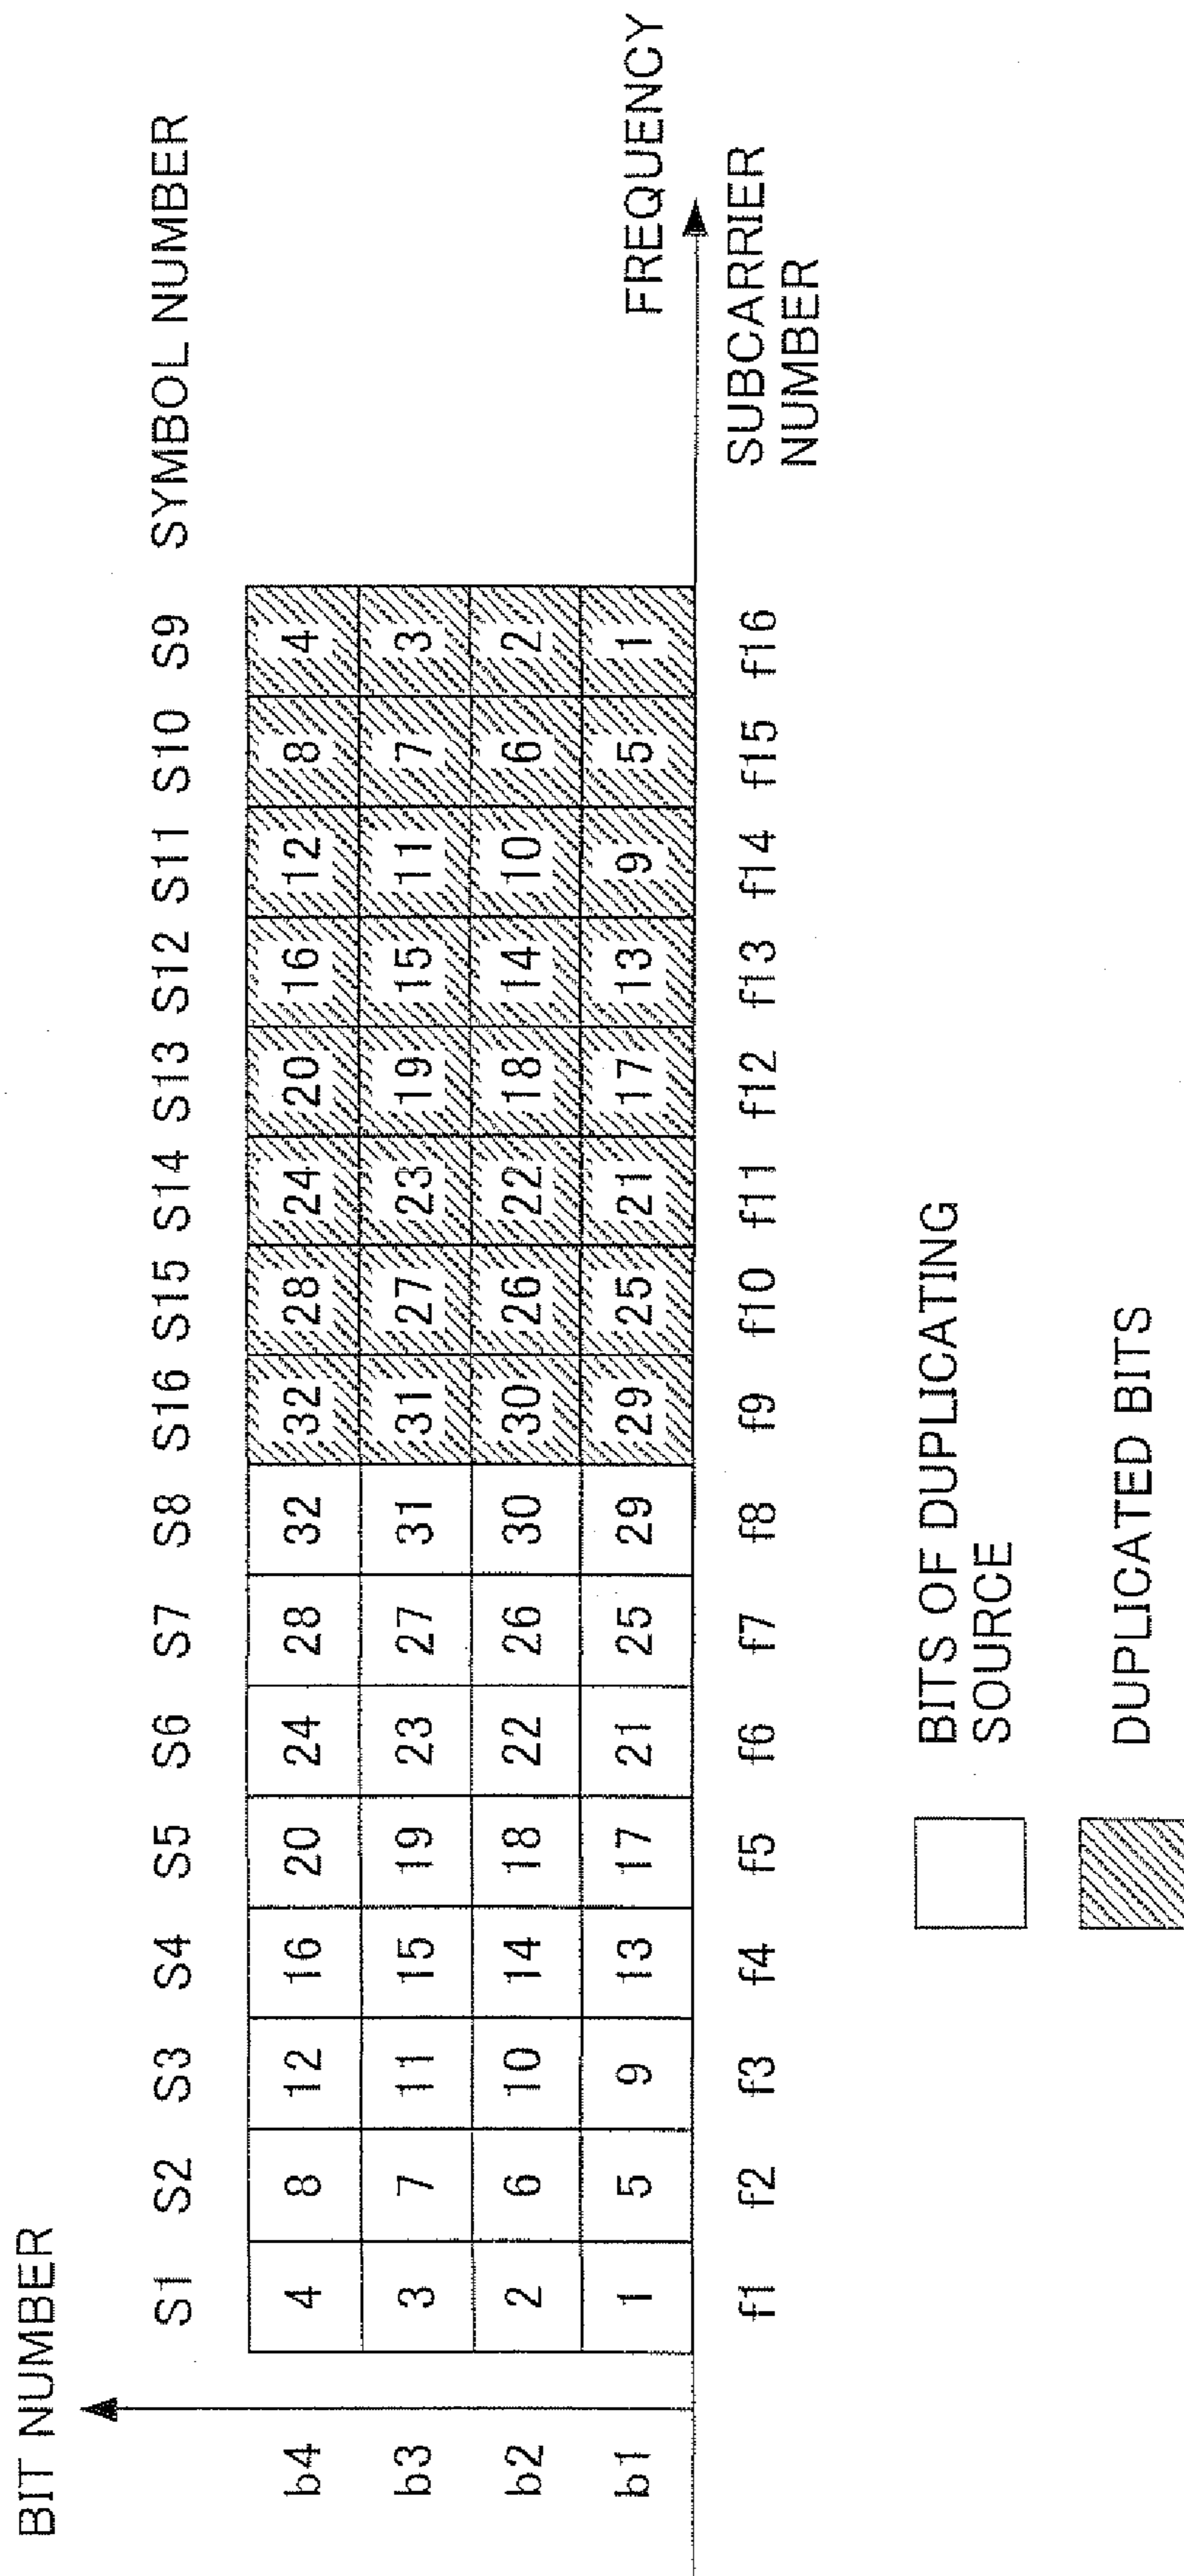 BIT NUMBER
S1 S2 S3 S4 S5 S6 S7 S8 S16 S15 S14 S13 S12 S11 S10 S9 SYMBOL NUMBER
b4 4 8 12 16 20 24 28 32 32 28 24 20 16 12 8 4
b3 3 7 11 15 19 23 27 31 31 27 23 19 15 11 7 3
b2 2 6 10 14 18 22 26 30 30 26 22 18 14 10 6 2
b1 1 5 9 13 17 21 25 29 29 25 21 17 13 9 5 1
FREQUENCY
f1 f2 f3 f4 f5 f6 f7 f8 f9 f10 f11 f12 f13 f14 f15 f16
SUBCARRIER
NUMBER
BITS OF DUPLICATING
SOURCE
DUPLICATED BITS